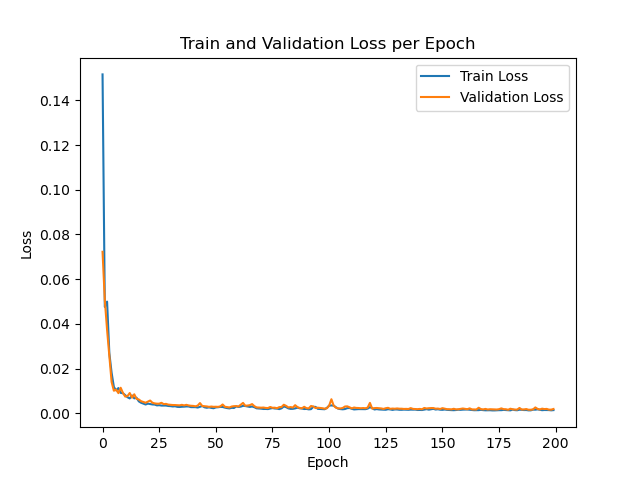 Train and Validation Loss per Epoch
Train Loss
Validation Loss
0.14
0.12
0.10
0.08
0.06
0.04
0.02
0.00
Loss
0 25 50 75 100 125 150 175 200
Epoch